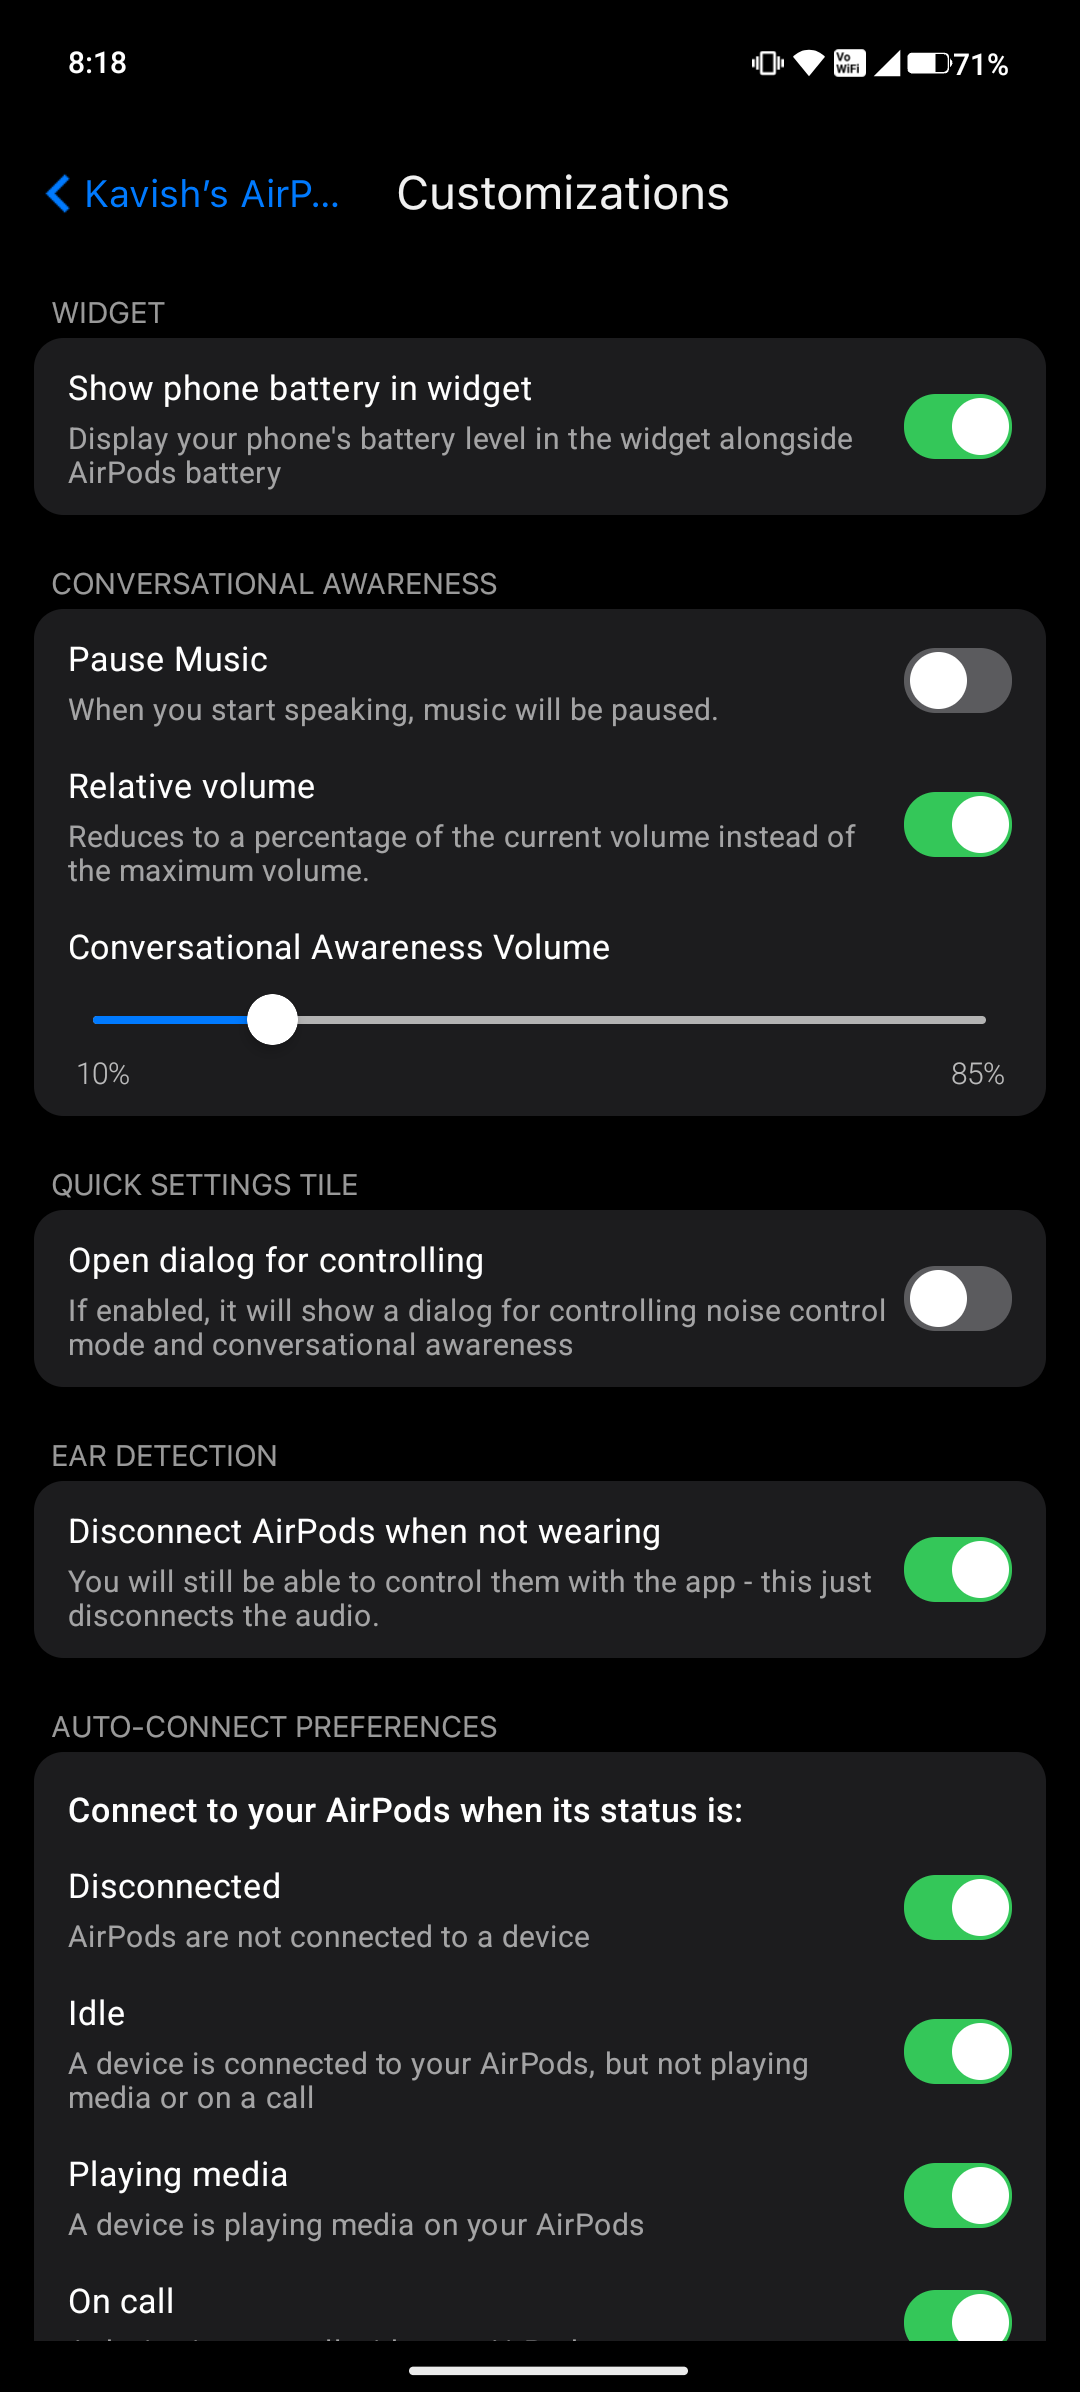 8:18
Vo
WiFi
71%
Kavish’s AirP...
Customizations
WIDGET
Show phone battery in widget
Display your phone's battery level in the widget alongside
AirPods battery
CONVERSATIONAL AWARENESS
Pause Music
When you start speaking, music will be paused.
Relative volume
Reduces to a percentage of the current volume instead of
the maximum volume.
Conversational Awareness Volume
10%
85%
QUICK SETTINGS TILE
Open dialog for controlling
If enabled, it will show a dialog for controlling noise control
mode and conversational awareness
EAR DETECTION
Disconnect AirPods when not wearing
You will still be able to control them with the app - this just
disconnects the audio.
AUTO-CONNECT PREFERENCES
Connect to your AirPods when its status is:
Disconnected
AirPods are not connected to a device
Idle
A device is connected to your AirPods, but not playing
media or on a call
Playing media
A device is playing media on your AirPods
On call